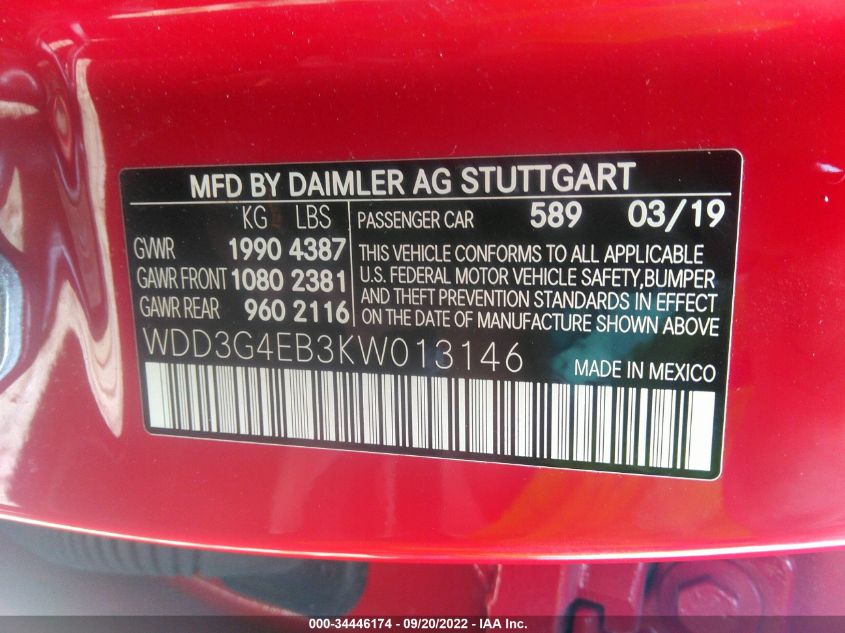 MFD BY DAIMLER AG STUTTGART
KG LBS
GVWR 1990 4387
GAWR FRONT 1080 2381
GAWR REAR 960 2116
PASSENGER CAR 589 03/19
THIS VEHICLE CONFORMS TO ALL APPLICABLE
U.S. FEDERAL MOTOR VEHICLE SAFETY,BUMPER
AND THEFT PREVENTION STANDARDS IN EFFECT
ON THE DATE OF MANUFACTURE SHOWN ABOVE
WDD3G4EB3KW013146
MADE IN MEXICO
000-34446174 | 09/20/2022 - IAA Inc.